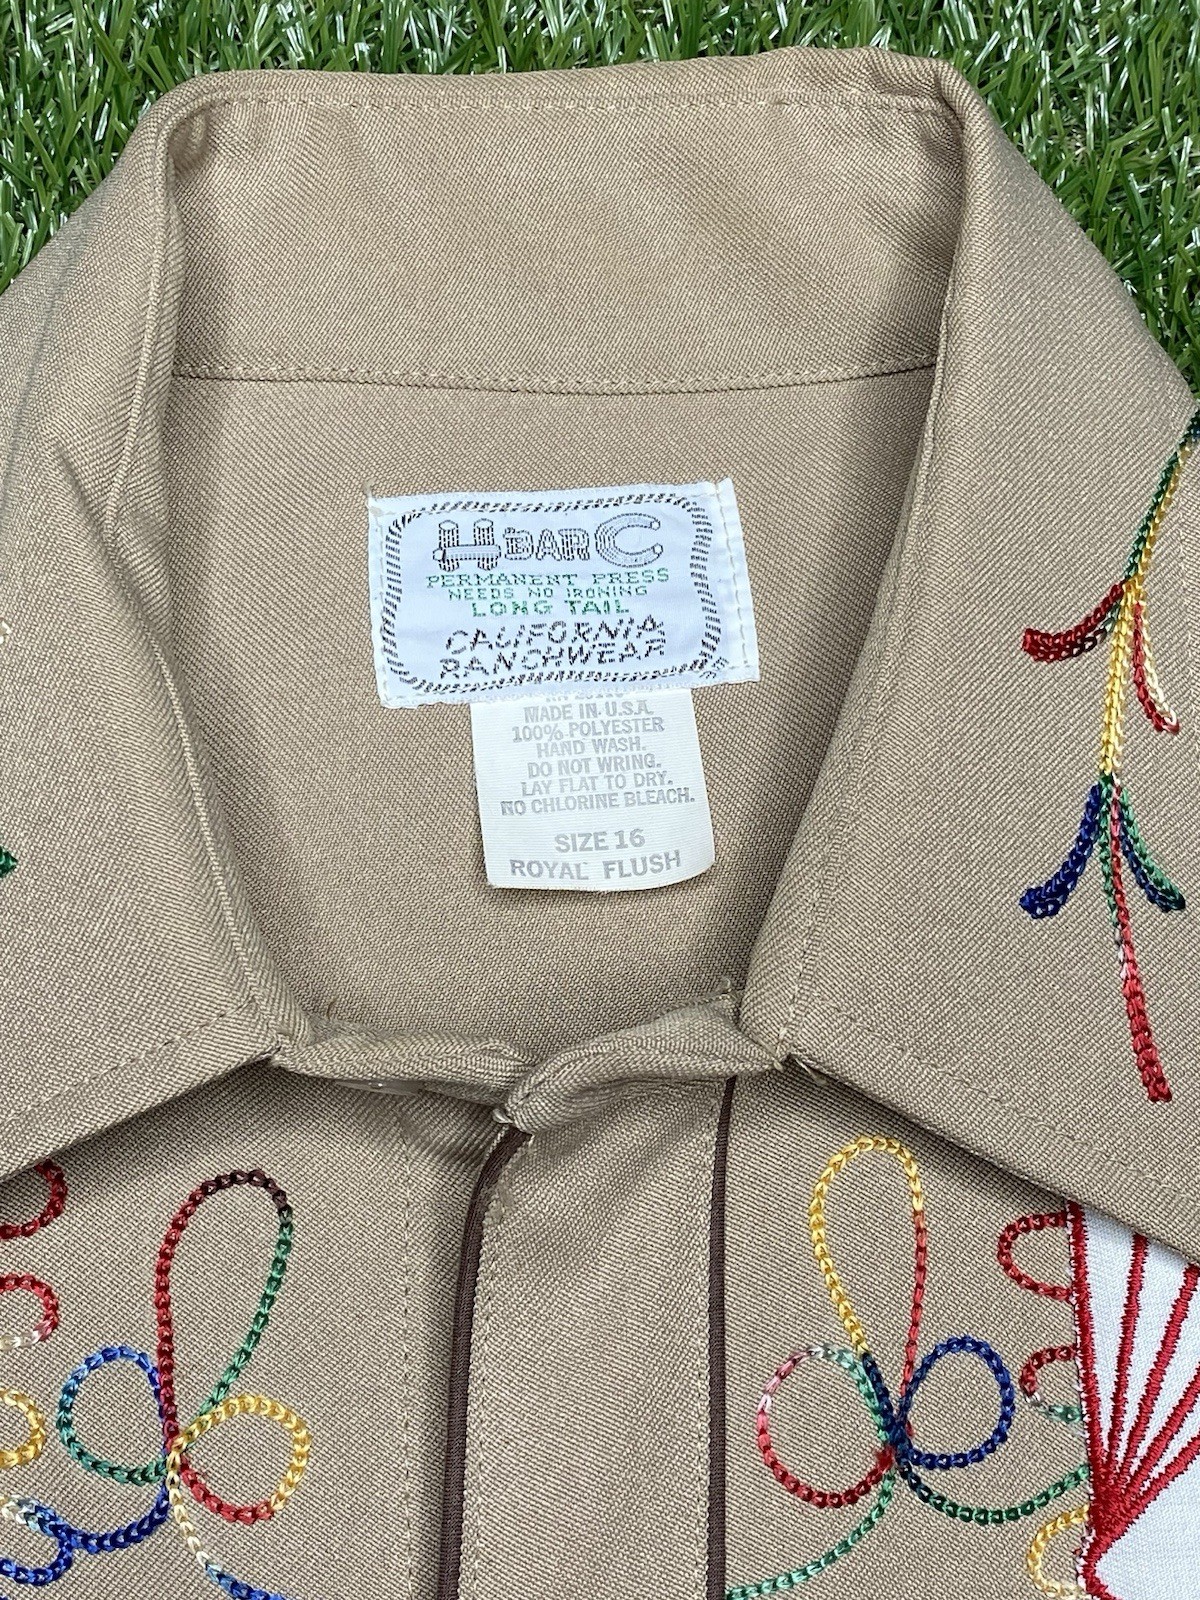 H BAR C
PERMANENT PRESS
NEEDS NO IRONING
LONG TAIL
CALIFORNIA
RANCHWEAR
MADE IN U.S.A.
100% POLYESTER
HAND WASH.
DO NOT WRING.
LAY FLAT TO DRY.
NO CHLORINE BLEACH.
SIZE 16
ROYAL FLUSH